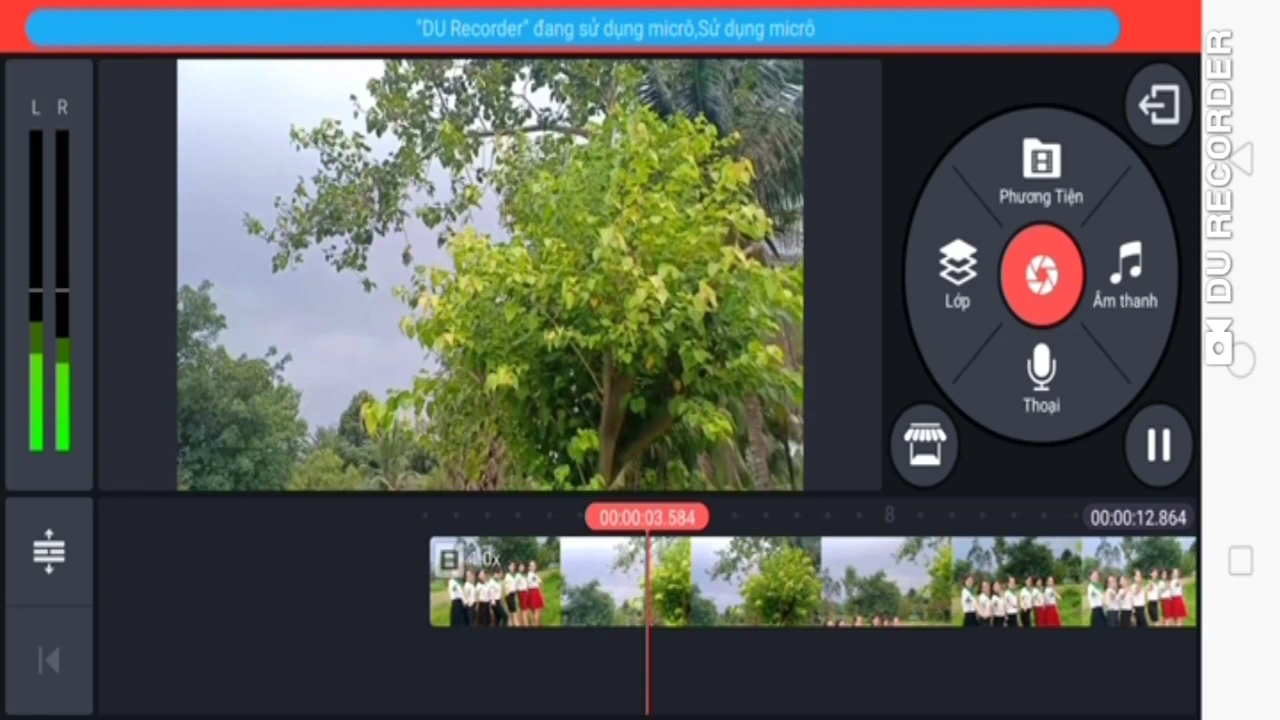 "DU Recorder" đang sử dụng micrô,Sử dụng micrô
L R
Phương Tiện
Lớp
Âm thanh
Thoại
00:00:03.584
8
00:00:12.864
DU RECORDER